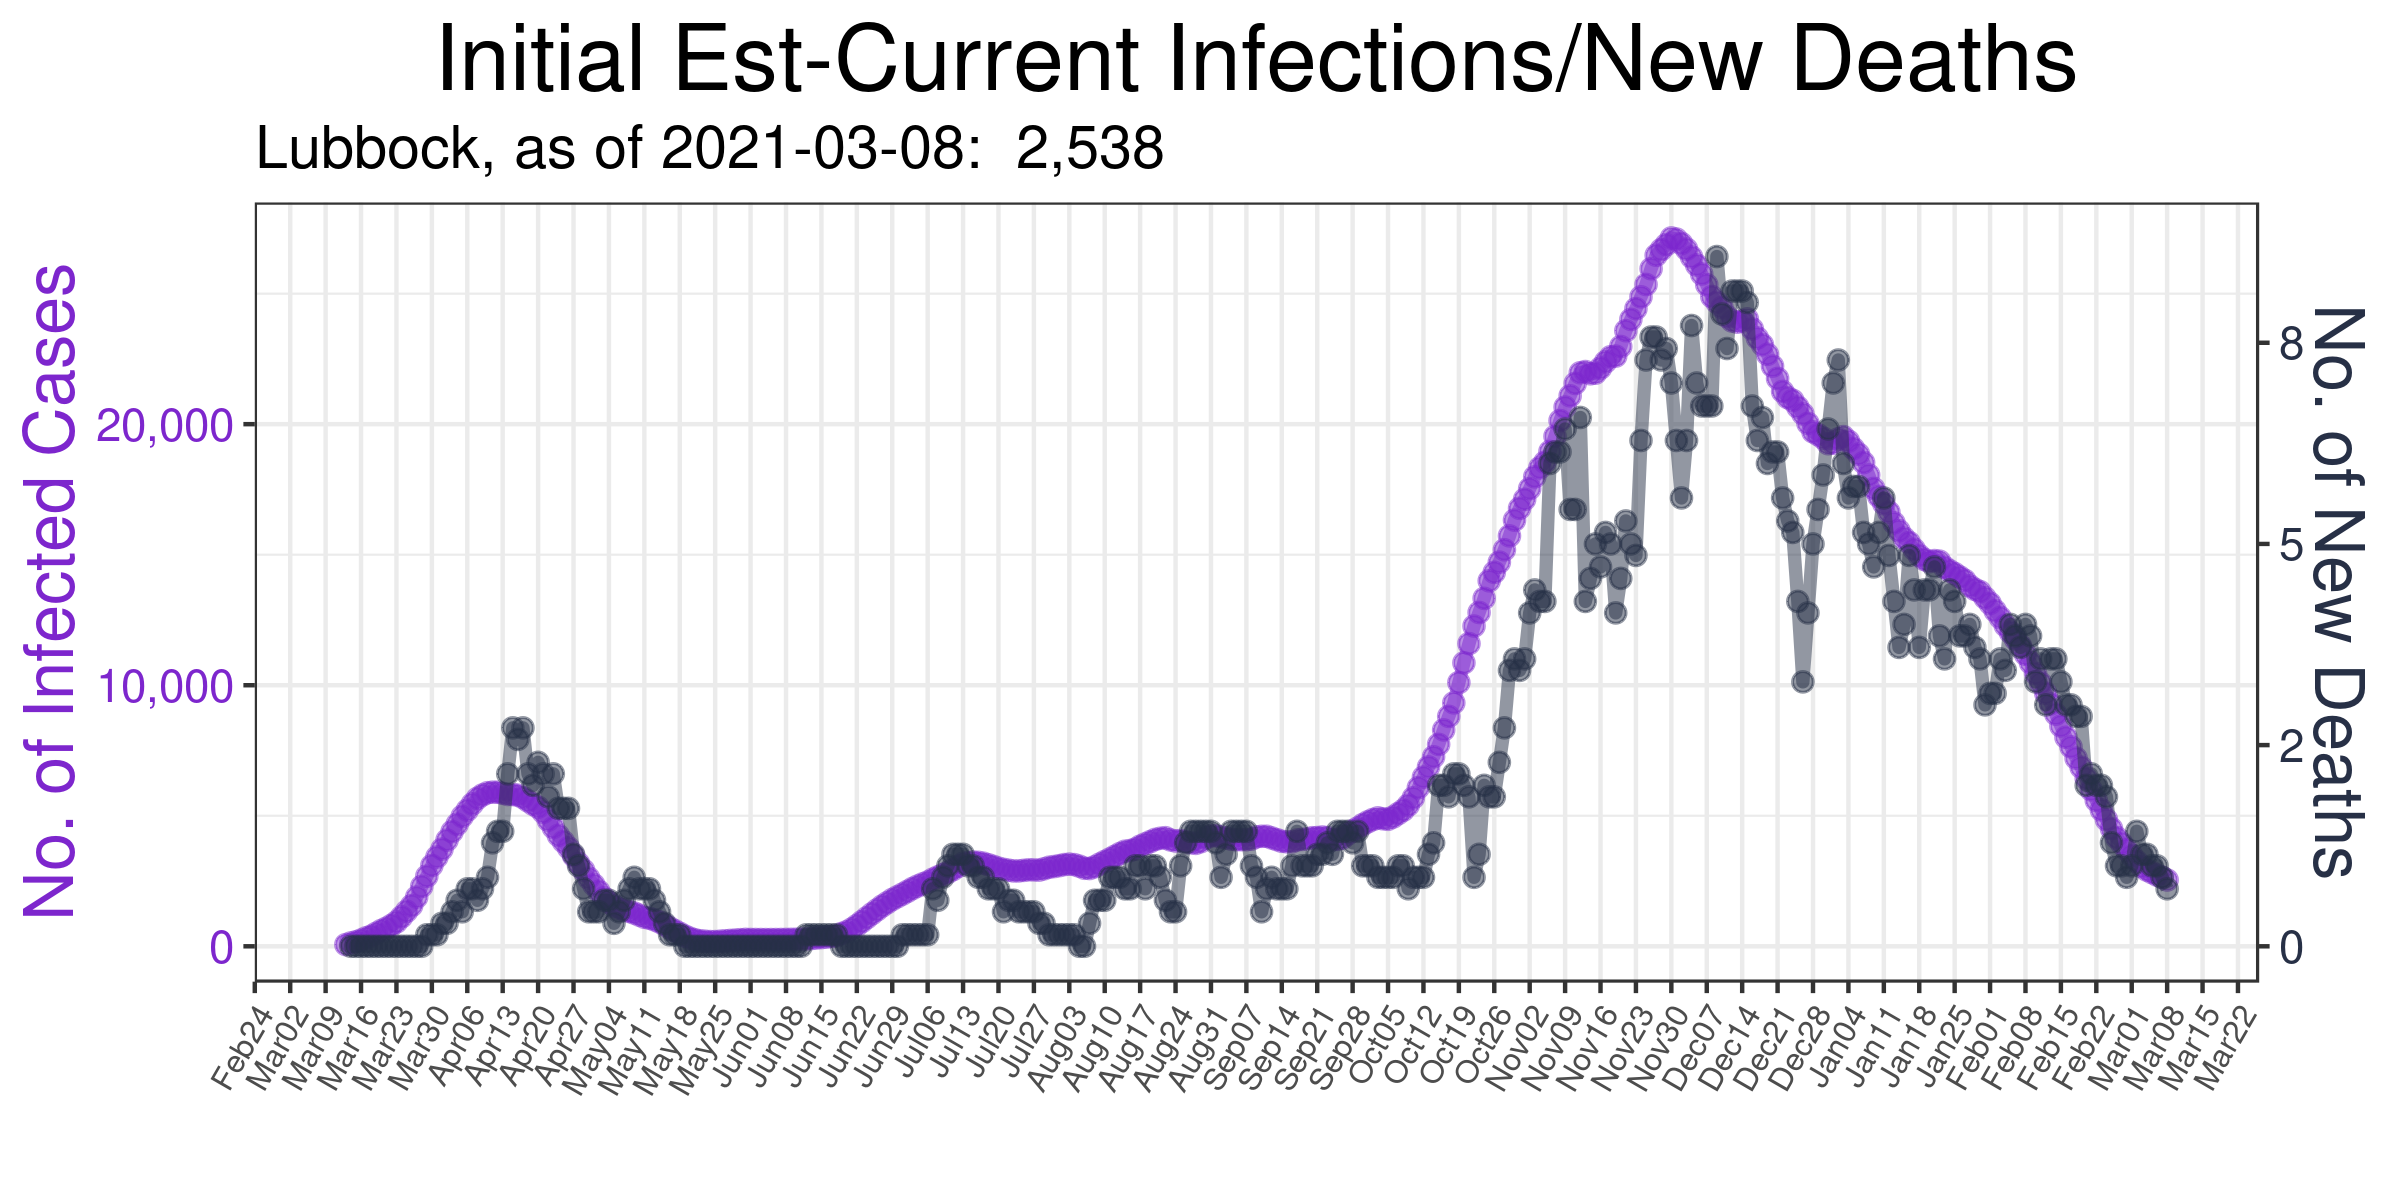 Initial Est-Current Infections/New Deaths
Lubbock, as of 2021-03-08:  2,538
No. of Infected Cases
20,000
10,000
0
No. of New Deaths
8
5
2
0
Feb24
Mar02
Mar09
Mar16
Mar23
Mar30
Apr06
Apr13
Apr20
Apr27
May04
May11
May18
May25
Jun01
Jun08
Jun15
Jun22
Jun29
Jul06
Jul13
Jul20
Jul27
Aug03
Aug10
Aug17
Aug24
Aug31
Sep07
Sep14
Sep21
Sep28
Oct05
Oct12
Oct19
Oct26
Nov02
Nov09
Nov16
Nov23
Nov30
Dec07
Dec14
Dec21
Dec28
Jan04
Jan11
Jan18
Jan25
Feb01
Feb08
Feb15
Feb22
Mar01
Mar08
Mar15
Mar22